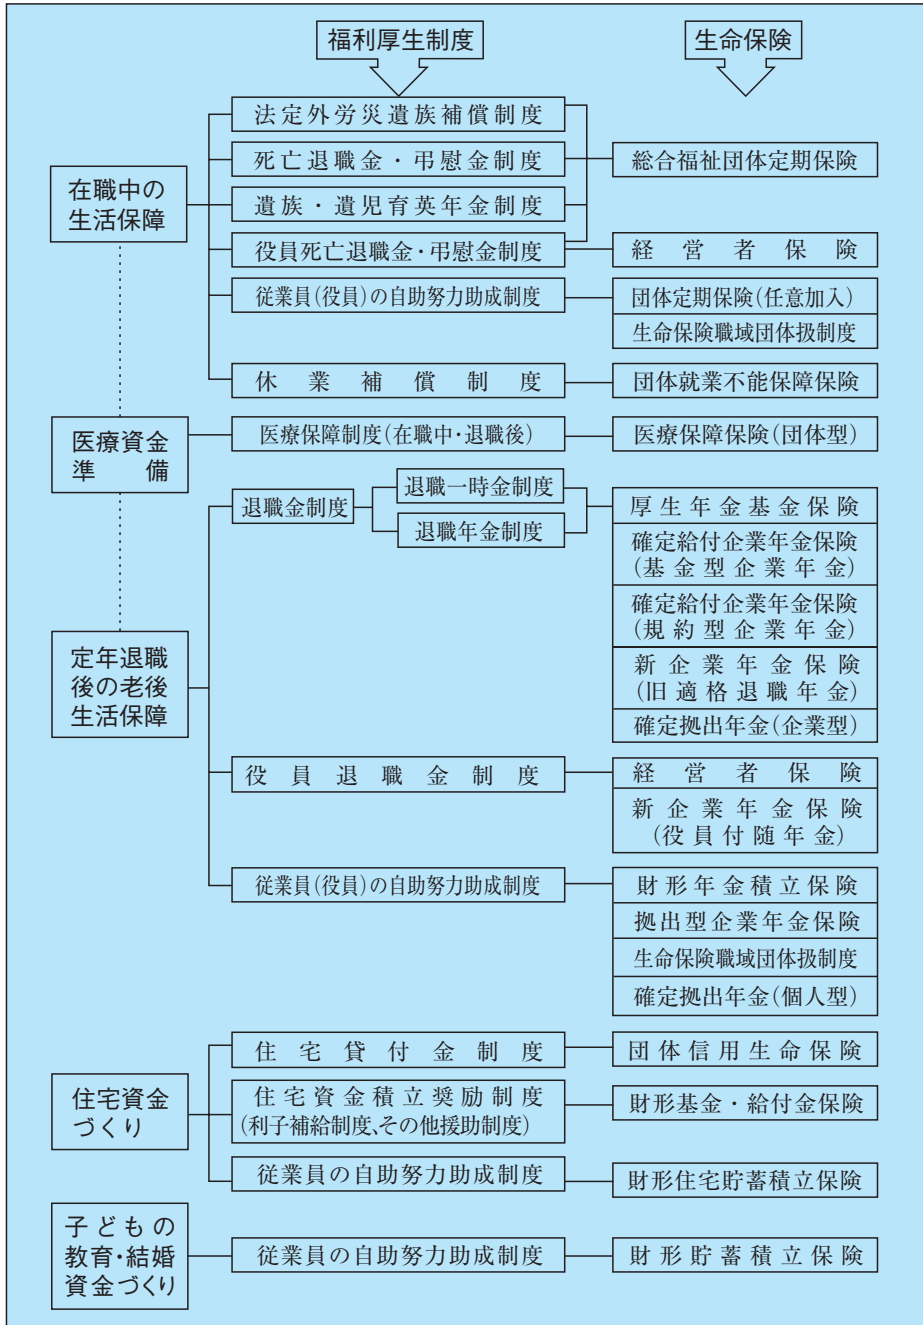 福利厚生制度
生命保険
在職中の
生活保障
法定外労災遺族補償制度
死亡退職金・弔慰金制度
総合福祉団体定期保険
遺族・遺児育英年金制度
役員死亡退職金・弔慰金制度
経営者保険
従業員(役員)の自助努力助成制度
団体定期保険(任意加入)
生命保険職域団体扱制度
休業補償制度
団体就業不能保障保険
医療資金
準備
医療保障制度(在職中・退職後)
医療保障保険(団体型)
定年退職
後の老後
生活保障
退職金制度
退職一時金制度
退職年金制度
厚生年金基金保険
確定給付企業年金保険
(基金型企業年金)
確定給付企業年金保険
(規約型企業年金)
新企業年金保険
(旧適格退職年金)
確定拠出年金(企業型)
役員退職金制度
経営者保険
新企業年金保険
(役員付随年金)
従業員(役員)の自助努力助成制度
財形年金積立保険
拠出型企業年金保険
生命保険職域団体扱制度
確定拠出年金(個人型)
住宅資金
づくり
住宅貸付金制度
団体信用生命保険
住宅資金積立奨励制度
(利子補給制度、その他援助制度)
財形基金・給付金保険
従業員の自助努力助成制度
財形住宅貯蓄積立保険
子どもの
教育・結婚
資金づくり
従業員の自助努力助成制度
財形貯蓄積立保険